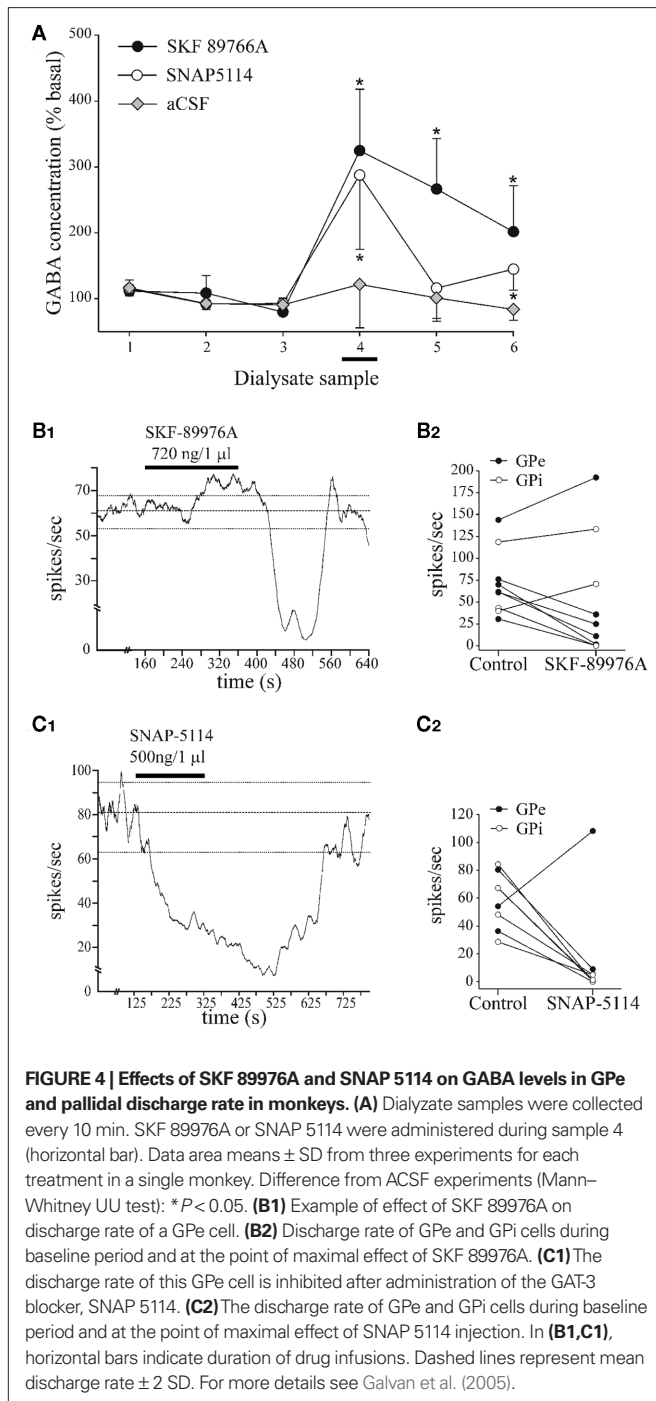 A
SKF 89766A
SNAP5114
aCSF
GABA concentration (% basal)
500
400
300
200
100
* * * * *
1 2 3 4 5 6
Dialysate sample
B1
SKF-89976A
720 ng/1 µl
spikes/sec
70
50
30
0
160 240 320 400 480 560 640
time (s)
B2
GPe
GPi
spikes/sec
200
175
150
125
100
75
50
25
0
Control SKF-89976A
C1
SNAP-5114
500ng/1 µl
spikes/sec
100
80
60
40
20
0
125 225 325 425 525 625 725
time (s)
C2
GPe
GPi
spikes/sec
120
100
80
60
40
20
0
Control SNAP-5114
FIGURE 4 | Effects of SKF 89976A and SNAP 5114 on GABA levels in GPe
and pallidal discharge rate in monkeys. (A) Dialyzate samples were collected
every 10 min. SKF 89976A or SNAP 5114 were administered during sample 4
(horizontal bar). Data area means ± SD from three experiments for each
treatment in a single monkey. Difference from ACSF experiments (Mann–
Whitney UU test): *P < 0.05. (B1) Example of effect of SKF 89976A on
discharge rate of a GPe cell. (B2) Discharge rate of GPe and GPi cells during
baseline period and at the point of maximal effect of SKF 89976A. (C1) The
discharge rate of this GPe cell is inhibited after administration of the GAT-3
blocker, SNAP 5114. (C2) The discharge rate of GPe and GPi cells during baseline
period and at the point of maximal effect of SNAP 5114 injection. In (B1,C1),
horizontal bars indicate duration of drug infusions. Dashed lines represent mean
discharge rate ± 2 SD. For more details see Galvan et al. (2005).